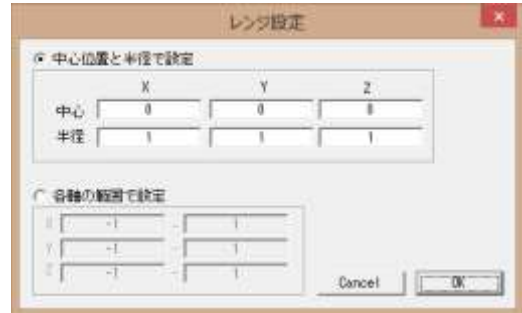 レンジ設定
中心位置と半径で設定
X Y Z
中心 0 0 0
半径 1 1 1
各軸の範囲で設定
X -1 - 1
Y -1 - 1
Z -1 - 1
Cancel OK